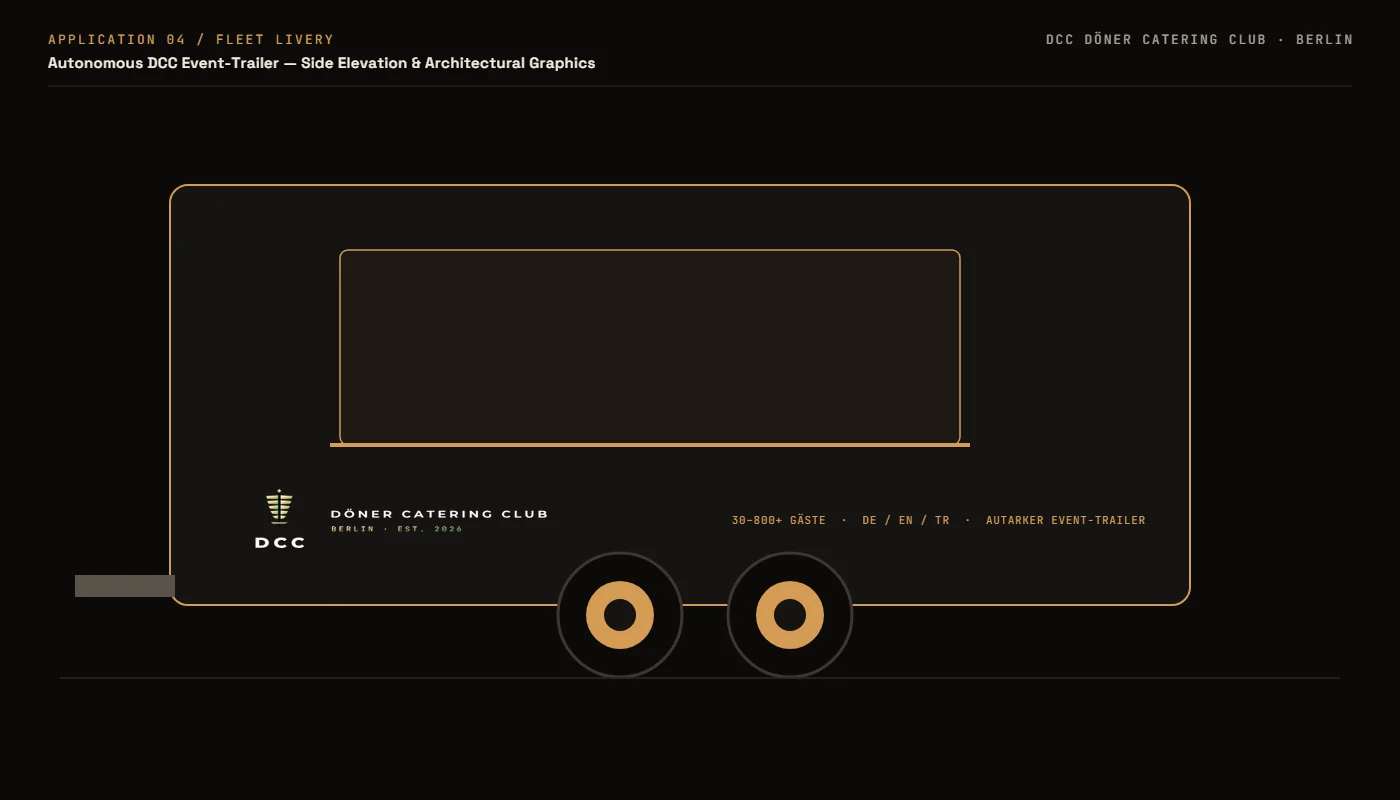 APPLICATION 04 / FLEET LIVERY
DCC DÖNER CATERING CLUB · BERLIN
Autonomous DCC Event-Trailer — Side Elevation & Architectural Graphics
DCC
DÖNER CATERING CLUB
BERLIN · EST. 2026
30–800+ GÄSTE · DE / EN / TR · AUTARKER EVENT-TRAILER